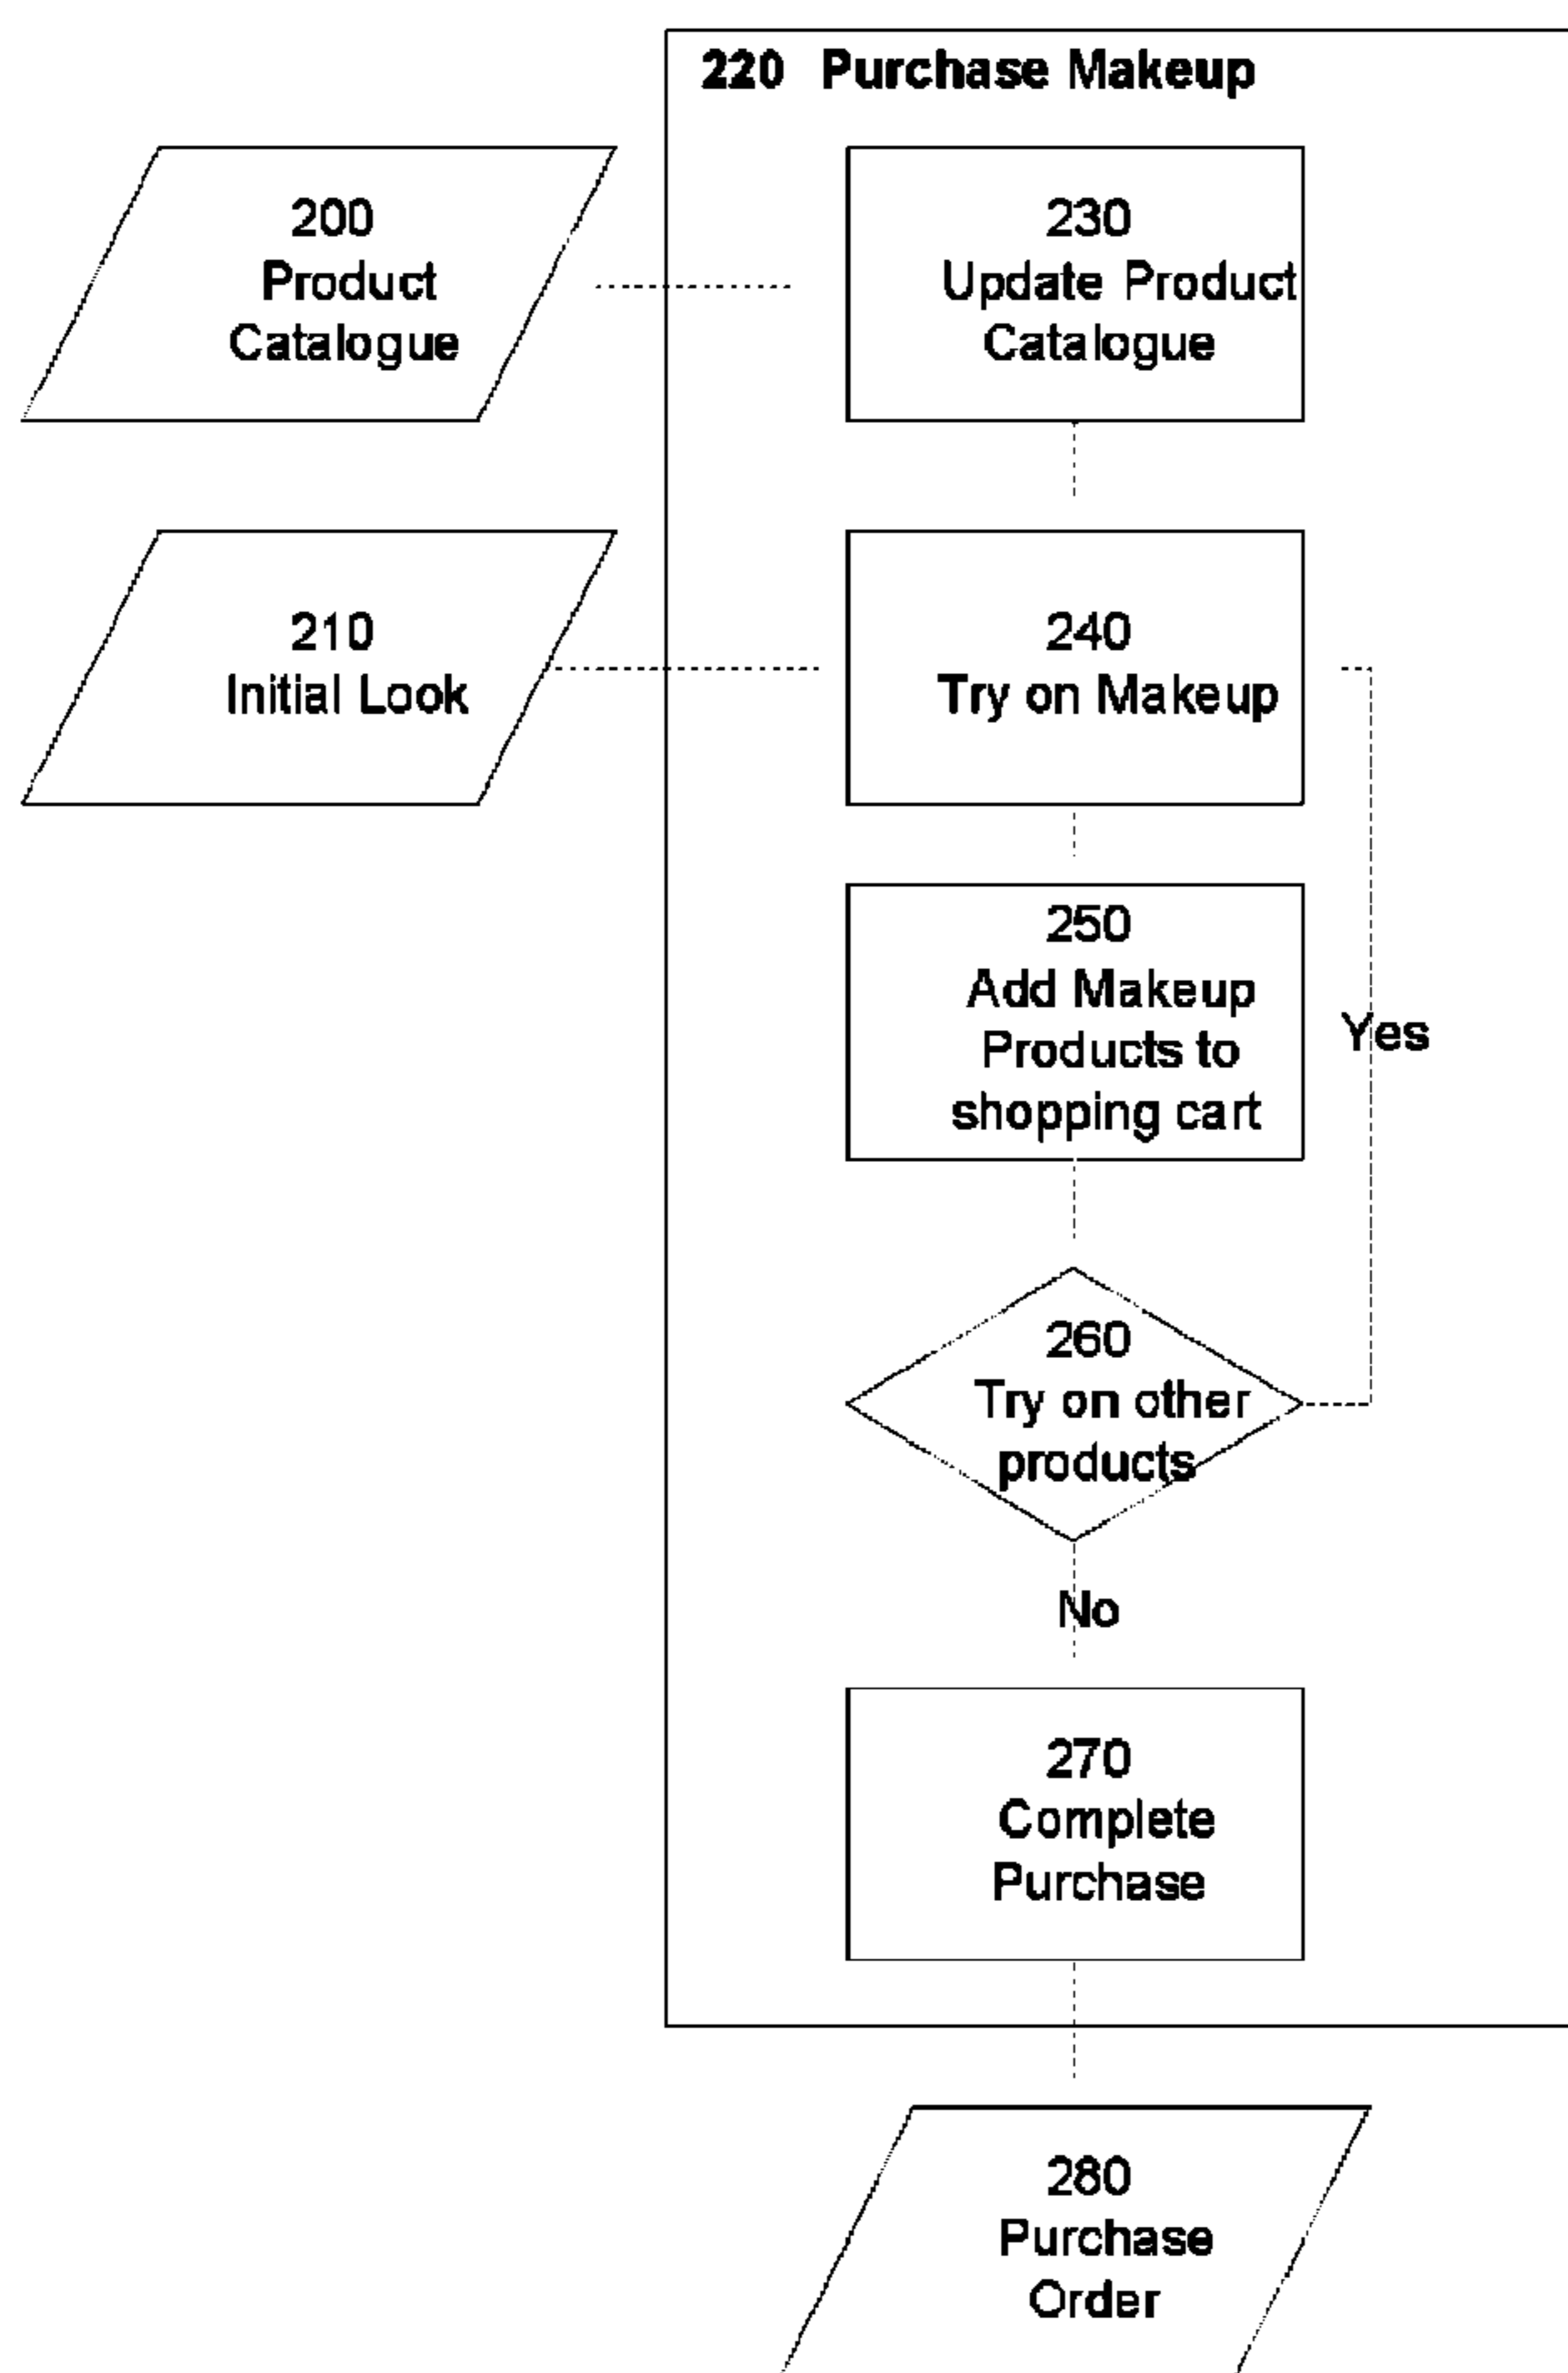 220 Purchase Makeup
200
Product
Catalogue
230
Update Product
Catalogue
210
Initial Look
240
Try on Makeup
250
Add Makeup
Products to
shopping cart
Yes
260
Try on other
products
No
270
Complete
Purchase
280
Purchase
Order